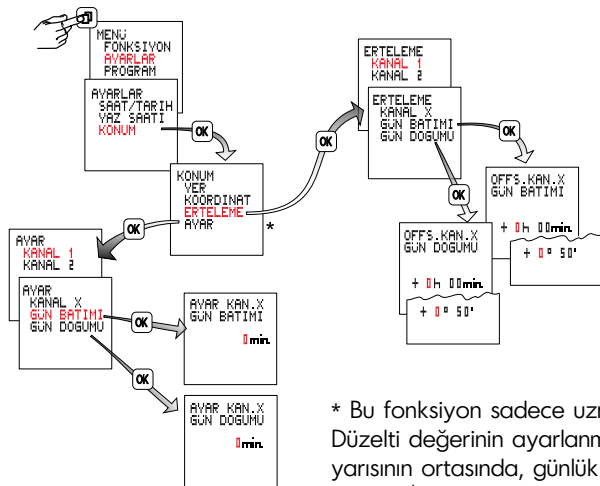 MENÜ
FONKSIYON
AYARLAR
PROGRAM
AYARLAR
SAAT/TARIH
YAZ SAATI
KONUM
OK
KONUM
YER
KOORDINAT
ERTELEME
AYAR
*
OK
ERTELEME
KANAL 1
KANAL 2
ERTELEME
KANAL X
GÜN BATIMI
GÜN DOGUMU
OK
OK
OFFS.KAN.X
GÜN BATIMI
+ 0h 00min.
+ 0° 50'
OFFS.KAN.X
GÜN DOGUMU
+ 0h 00min.
+ 0° 50'
OK
AYAR
KANAL 1
KANAL 2
AYAR
KANAL X
GÜN BATIMI
GÜN DOGUMU
OK
OK
AYAR KAN.X
GÜN BATIMI
0min.
AYAR KAN.X
GÜN DOGUMU
0min.
* Bu fonksiyon sadece
Düzelti değerinin
yarısının ortasında, günlük